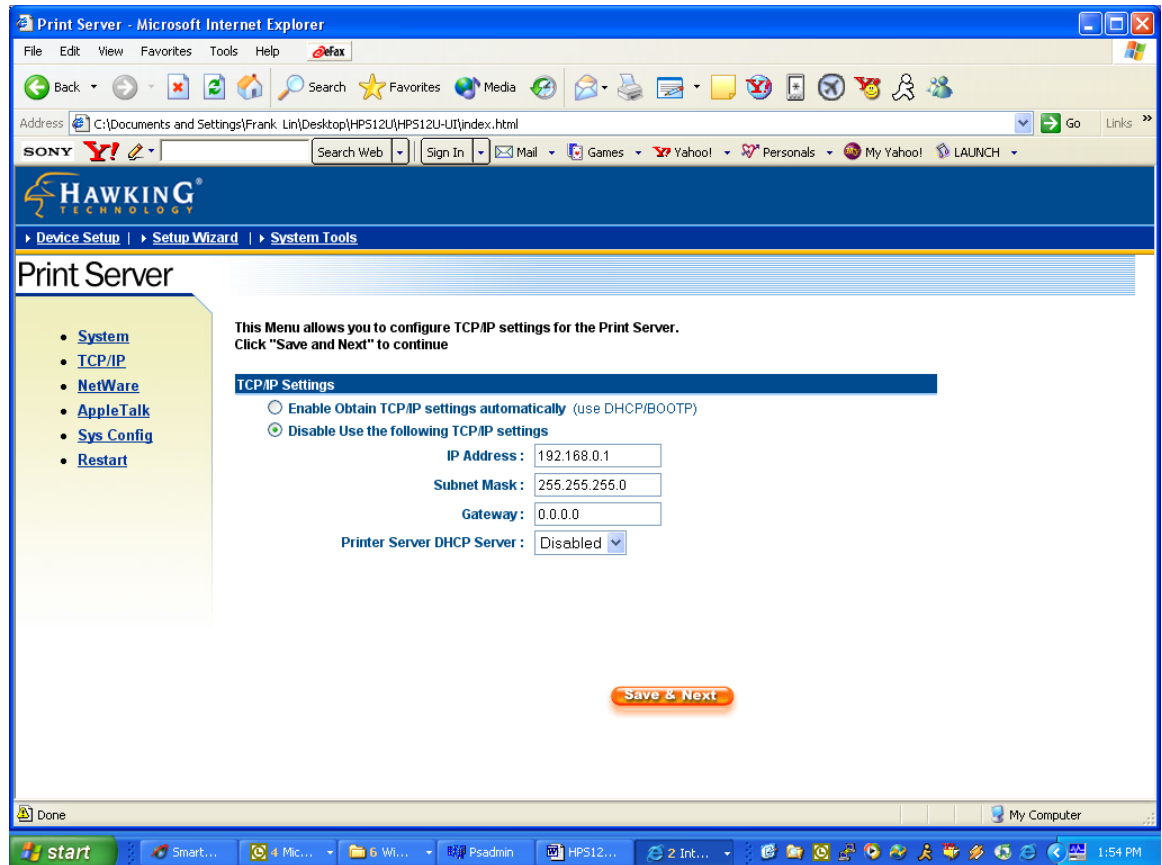 Print Server - Microsoft Internet Explorer
File Edit View Favorites Tools Help eFax
Back Search Favorites Media
Address C:\Documents and Settings\Frank Lin\Desktop\HPS12U\HPS12U-UI\index.html Go Links »
SONY Y! Search Web Sign In Mail Games Yahoo! Personals My Yahoo! LAUNCH
HAWKING®
TECHNOLOGY
Device Setup | Setup Wizard | System Tools
Print Server
System
TCP/IP
NetWare
AppleTalk
Sys Config
Restart
This Menu allows you to configure TCP/IP settings for the Print Server.
Click "Save and Next" to continue
TCP/IP Settings
Enable Obtain TCP/IP settings automatically (use DHCP/BOOTP)
Disable Use the following TCP/IP settings
IP Address : 192.168.0.1
Subnet Mask : 255.255.255.0
Gateway : 0.0.0.0
Printer Server DHCP Server : Disabled
Save & Next
Done My Computer
start Smart... 4 Mic... 6 Wi... Psadmin HPS12... 2 Int... 1:54 PM